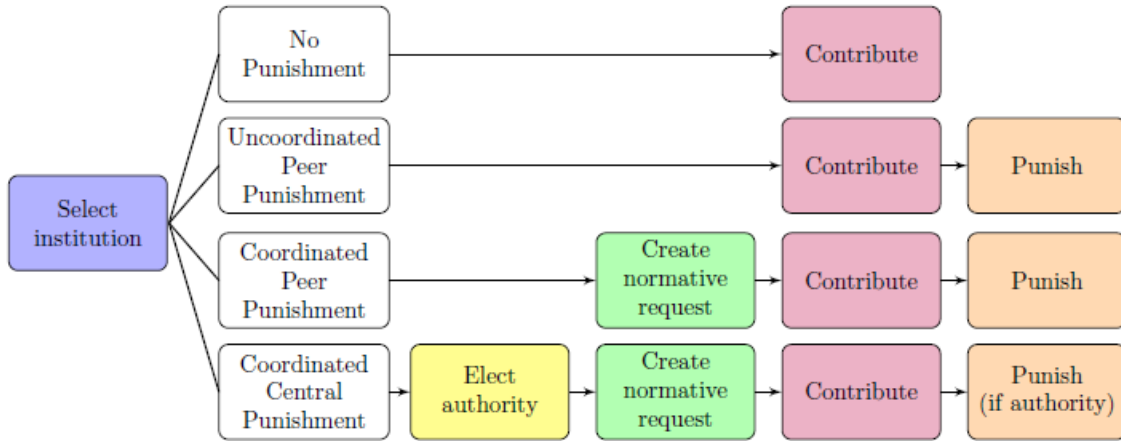 No
Punishment
Contribute
Uncoordinated
Peer
Punishment
Contribute
Punish
Select
institution
Coordinated
Peer
Punishment
Create
normative
request
Contribute
Punish
Coordinated
Central
Punishment
Elect
authority
Create
normative
request
Contribute
Punish
(if authority)